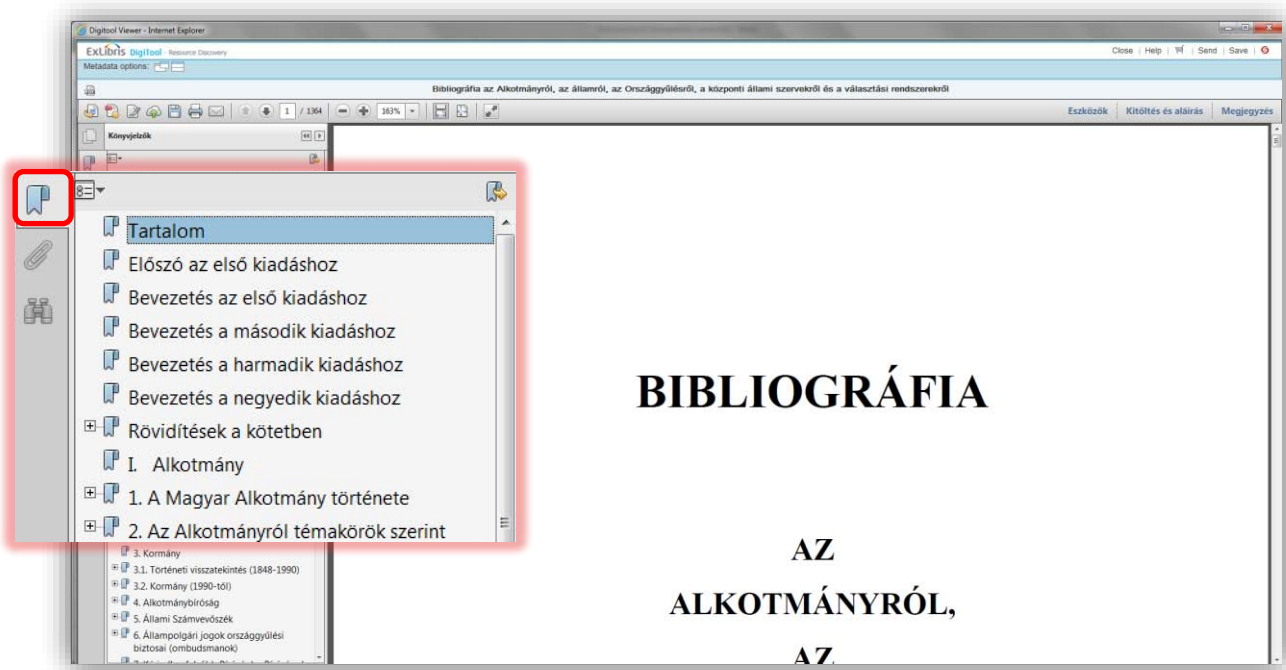 Digitool Viewer - Internet Explorer
ExLibris DigiTool - Resource Discovery
Close | Help | Send | Save
Metadata options:
Bibliográfia az Alkotmányról, az államról, az Országgyűlésről, a központi állami szervekről és a választási rendszerekről
1 / 1364 163% Eszközök Kitöltés és aláírás Megjegyzés
Könyvjelzők
Tartalom
Előszó az első kiadáshoz
Bevezetés az első kiadáshoz
Bevezetés a második kiadáshoz
Bevezetés a harmadik kiadáshoz
Bevezetés a negyedik kiadáshoz
Rövidítések a kötetben
I. Alkotmány
1. A Magyar Alkotmány története
2. Az Alkotmányról témakörök szerint
3. Kormány
3.1. Történeti visszatekintés (1848-1990)
3.2. Kormány (1990-től)
4. Alkotmánybíróság
5. Állami Számvevőszék
6. Állampolgári jogok országgyűlési
biztosai (ombudsmanok)
BIBLIOGRÁFIA
AZ
ALKOTMÁNYRÓL,
AZ